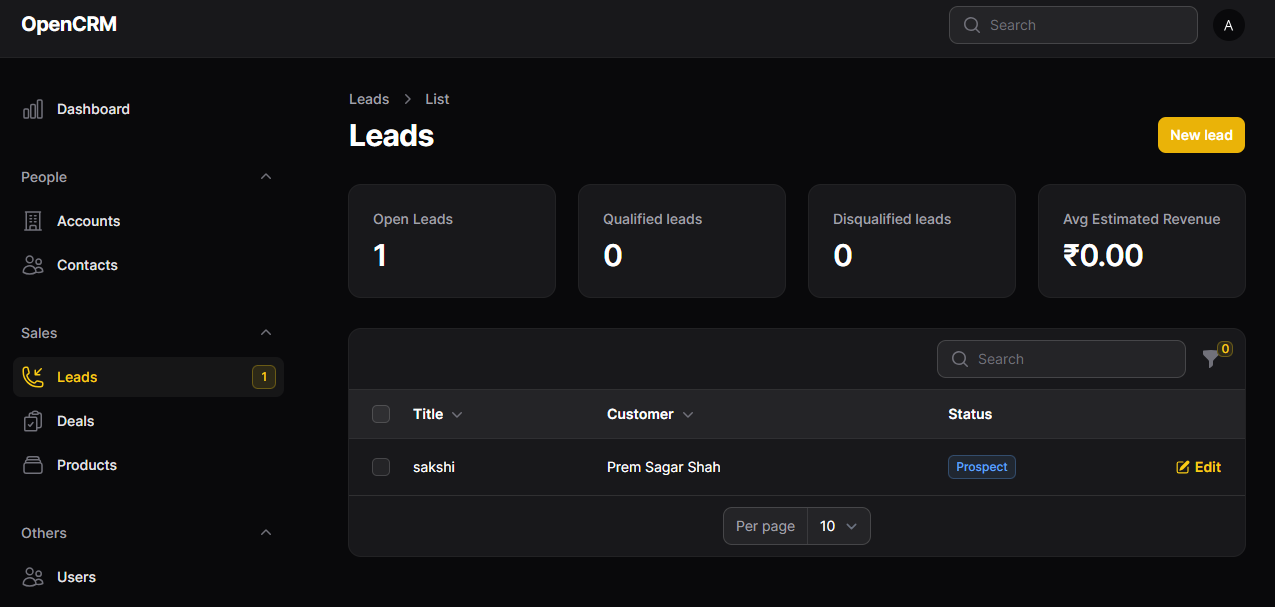 OpenCRM
Search
A
Dashboard
People
Accounts
Contacts
Sales
Leads 1
Deals
Products
Others
Users
Leads > List
Leads
New lead
Open Leads
1
Qualified leads
0
Disqualified leads
0
Avg Estimated Revenue
₹0.00
Search
0
Title Customer Status
sakshi Prem Sagar Shah Prospect Edit
Per page 10